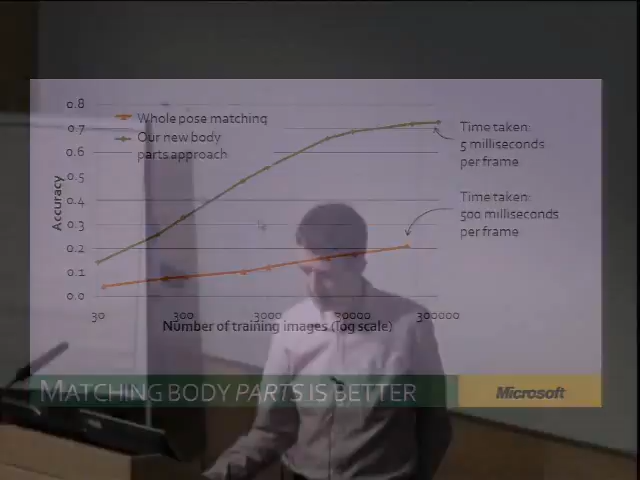 0.8
0.7
0.6
0.5
0.4
0.3
0.2
0.1
0.0
Accuracy
Whole pose matching
Our new body
parts approach
Time taken:
5 milliseconds
per frame
Time taken:
500 milliseconds
per frame
30 300 3000 30000 300000
Number of training images (log scale)
MATCHING BODY PARTS IS BETTER
Microsoft